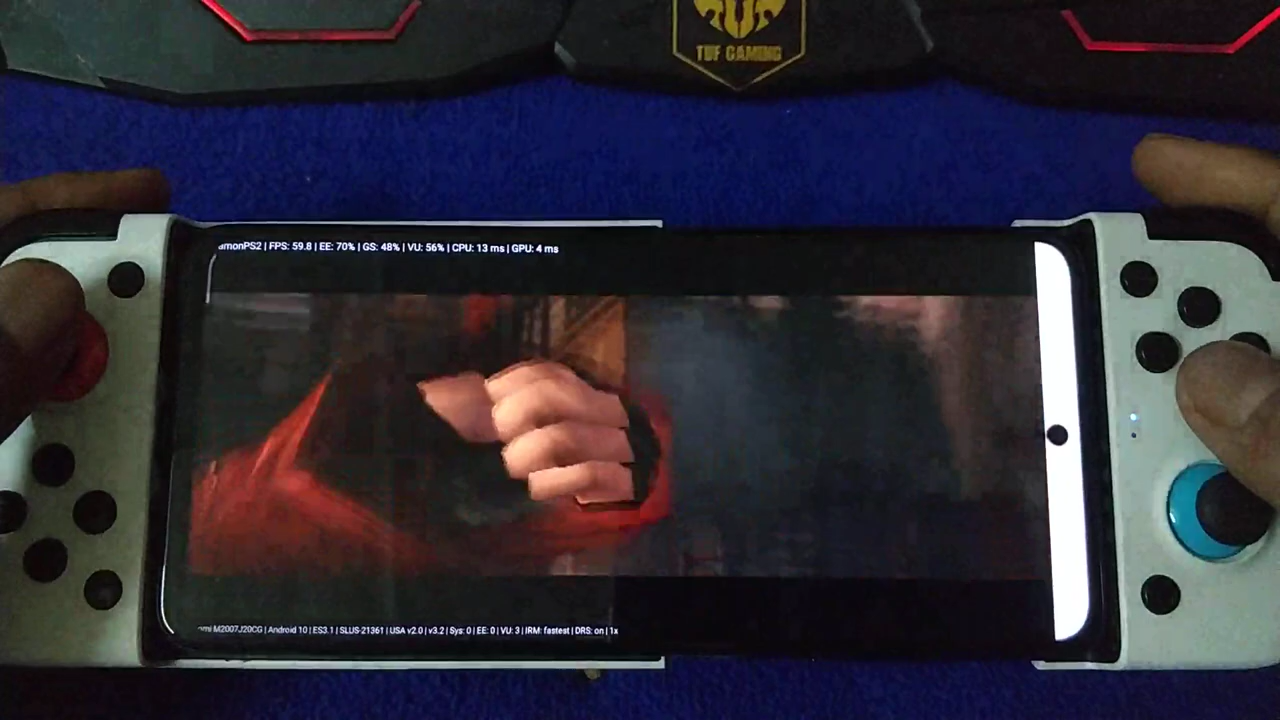 TUF GAMING
amonPS2 | FPS: 59.8 | EE: 70% | GS: 48% | VU: 56% | CPU: 13 ms | GPU: 4 ms
omi M2007J20CG | Android 10 | ES3.1 | SLUS-21361 | USA v2.0 | v3.2 | Sys: 0 | EE: 0 | VU: 3 | IRM: fastest | DRS: on | 1x